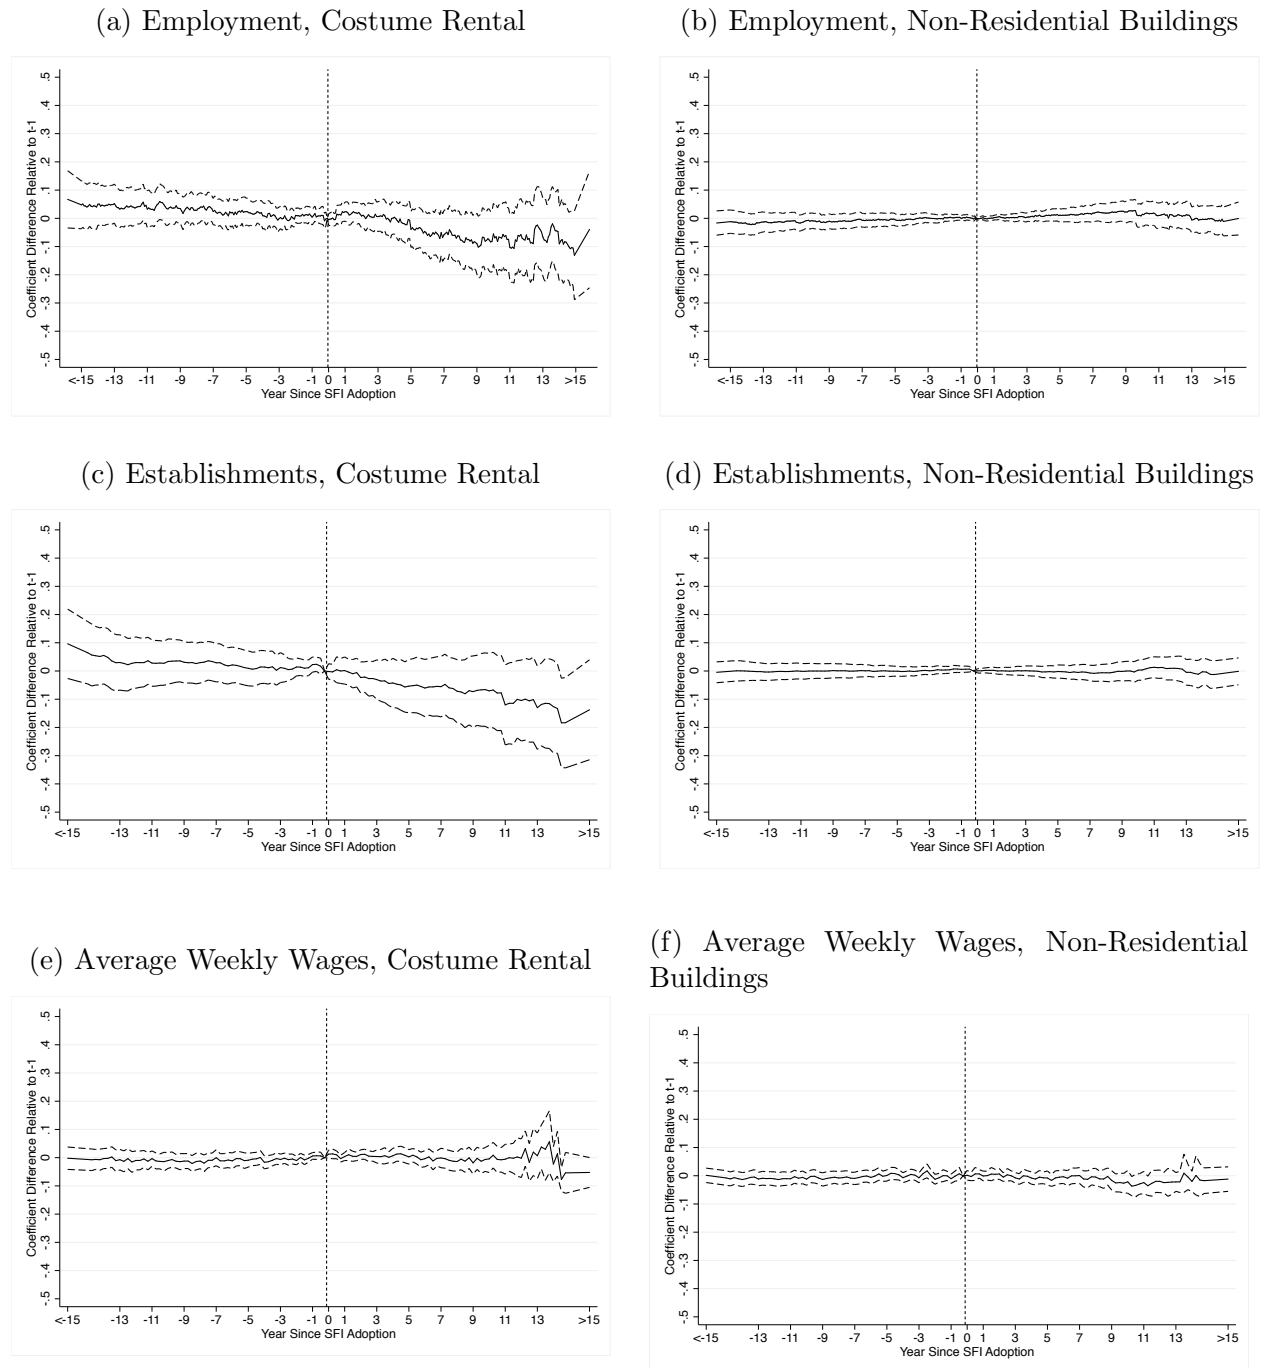 (a) Employment, Costume Rental
(b) Employment, Non-Residential Buildings
Coefficient Difference Relative to t-1
.5
.4
.3
.2
.1
0
-.1
-.2
-.3
-.4
-.5
<-15 -13 -11 -9 -7 -5 -3 -1 0 1 3 5 7 9 11 13 >15
Year Since SFI Adoption
Coefficient Difference Relative to t-1
.5
.4
.3
.2
.1
0
-.1
-.2
-.3
-.4
-.5
<-15 -13 -11 -9 -7 -5 -3 -1 0 1 3 5 7 9 11 13 >15
Year Since SFI Adoption
(c) Establishments, Costume Rental
(d) Establishments, Non-Residential Buildings
Coefficient Difference Relative to t-1
.5
.4
.3
.2
.1
0
-.1
-.2
-.3
-.4
-.5
<-15 -13 -11 -9 -7 -5 -3 -1 0 1 3 5 7 9 11 13 >15
Year Since SFI Adoption
Coefficient Difference Relative to t-1
.5
.4
.3
.2
.1
0
-.1
-.2
-.3
-.4
-.5
<-15 -13 -11 -9 -7 -5 -3 -1 0 1 3 5 7 9 11 13 >15
Year Since SFI Adoption
(e) Average Weekly Wages, Costume Rental
(f) Average Weekly Wages, Non-Residential
Buildings
Coefficient Difference Relative to t-1
.5
.4
.3
.2
.1
0
-.1
-.2
-.3
-.4
-.5
<-15 -13 -11 -9 -7 -5 -3 -1 0 1 3 5 7 9 11 13 >15
Year Since SFI Adoption
Coefficient Difference Relative to t-1
.5
.4
.3
.2
.1
0
-.1
-.2
-.3
-.4
-.5
<-15 -13 -11 -9 -7 -5 -3 -1 0 1 3 5 7 9 11 13 >15
Year Since SFI Adoption